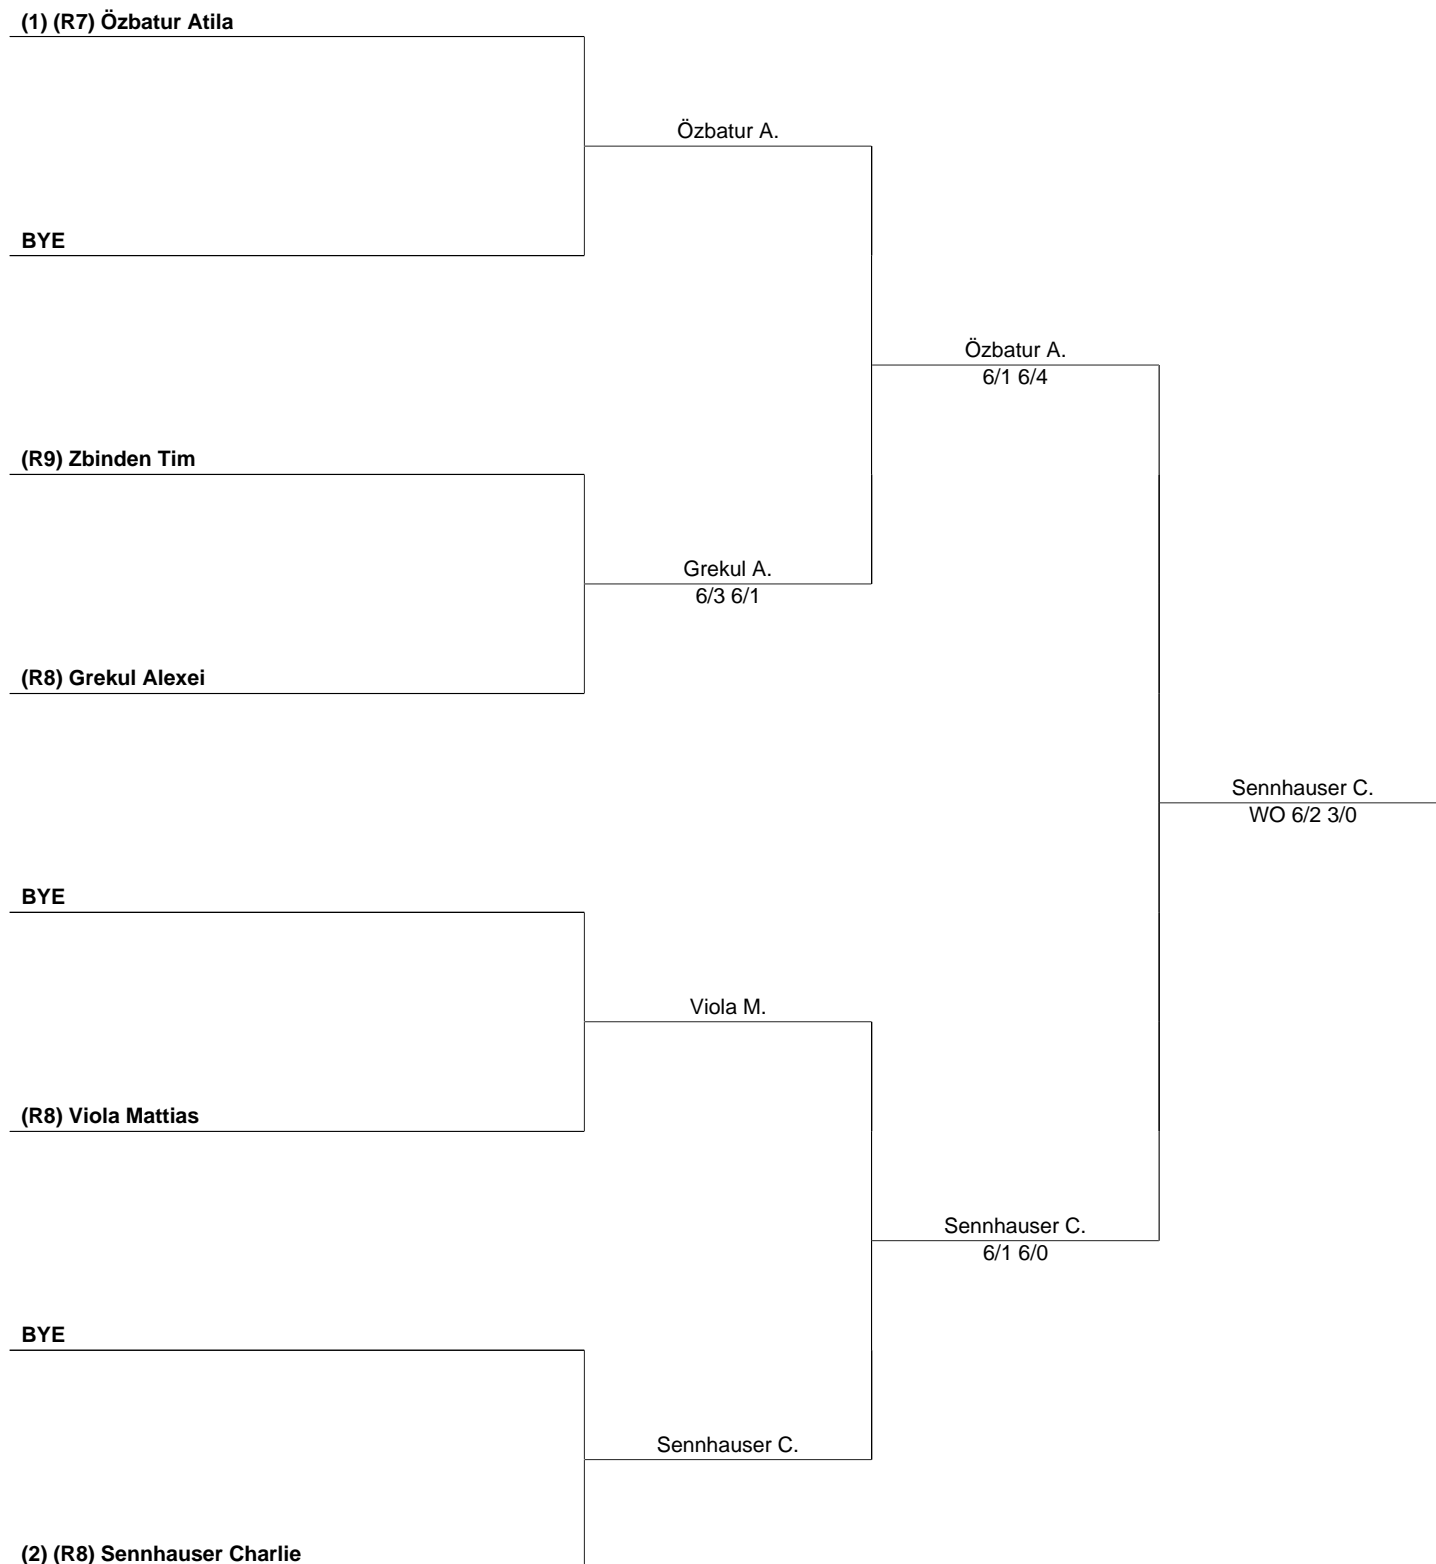 (1) (R7) Özbatur Atila
Özbatur A.
BYE
Özbatur A.
6/1 6/4
(R9) Zbinden Tim
Grekul A.
6/3 6/1
(R8) Grekul Alexei
Sennhauser C.
WO 6/2 3/0
BYE
Viola M.
(R8) Viola Mattias
Sennhauser C.
6/1 6/0
BYE
Sennhauser C.
(2) (R8) Sennhauser Charlie